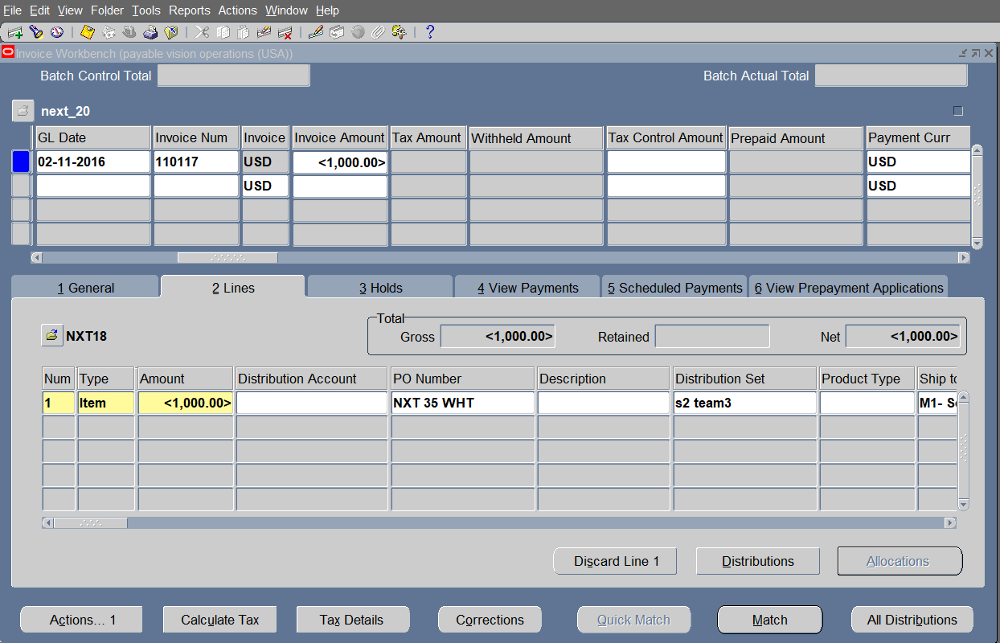 File Edit View Folder Tools Reports Actions Window Help
Invoice Workbench (payable vision operations (USA))
Batch Control Total Batch Actual Total
next_20
GL Date Invoice Num Invoice Invoice Amount Tax Amount Withheld Amount Tax Control Amount Prepaid Amount Payment Curr
02-11-2016 110117 USD <1,000.00> USD
USD USD
1 General 2 Lines 3 Holds 4 View Payments 5 Scheduled Payments 6 View Prepayment Applications
Total
NXT18 Gross <1,000.00> Retained Net <1,000.00>
Num Type Amount Distribution Account PO Number Description Distribution Set Product Type Ship to
1 Item <1,000.00> NXT 35 WHT s2 team3 M1-
Discard Line 1 Distributions Allocations
Actions... 1 Calculate Tax Tax Details Corrections Quick Match Match All Distributions